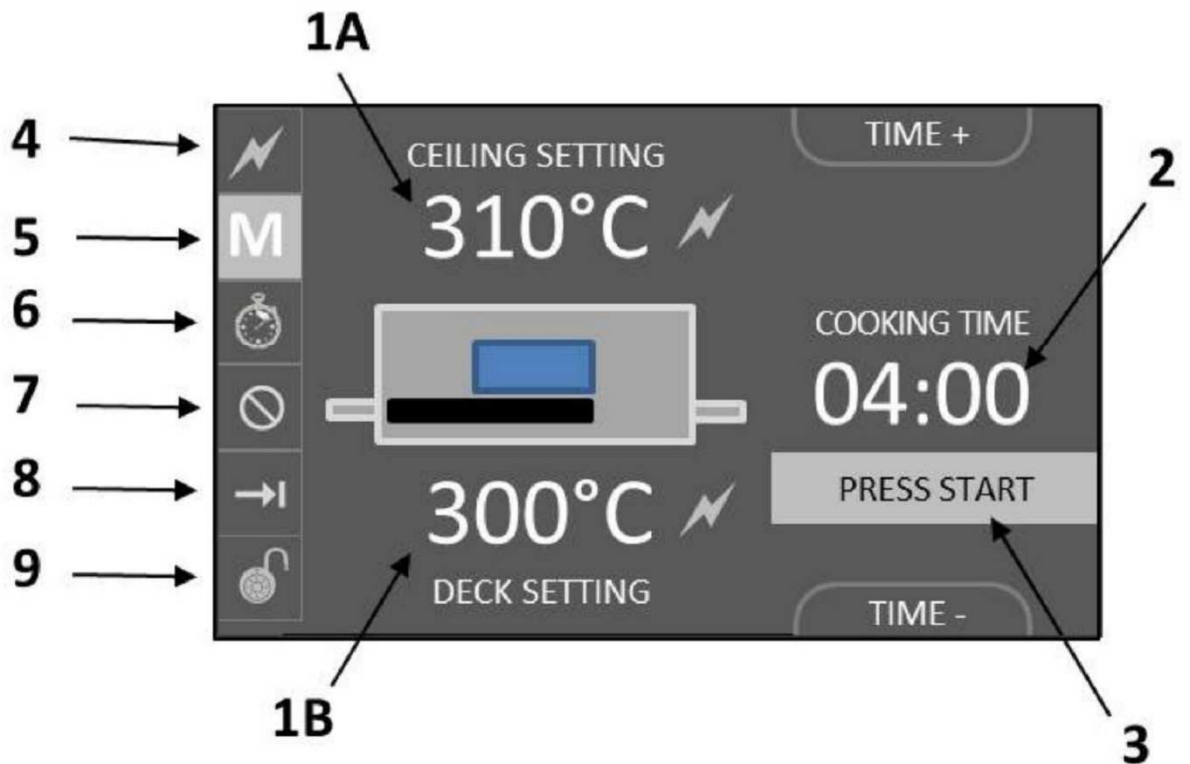 1A
4
TIME +
CEILING SETTING
2
310°C
5
M
6
COOKING TIME
04:00
7
8
PRESS START
300°C
9
DECK SETTING
TIME -
1B
3